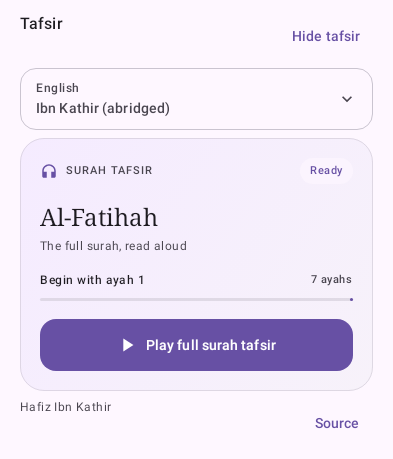 Tafsir
Hide tafsir
English
Ibn Kathir (abridged)
SURAH TAFSIR
Ready
Al-Fatihah
The full surah, read aloud
Begin with ayah 1
7 ayahs
Play full surah tafsir
Hafiz Ibn Kathir
Source